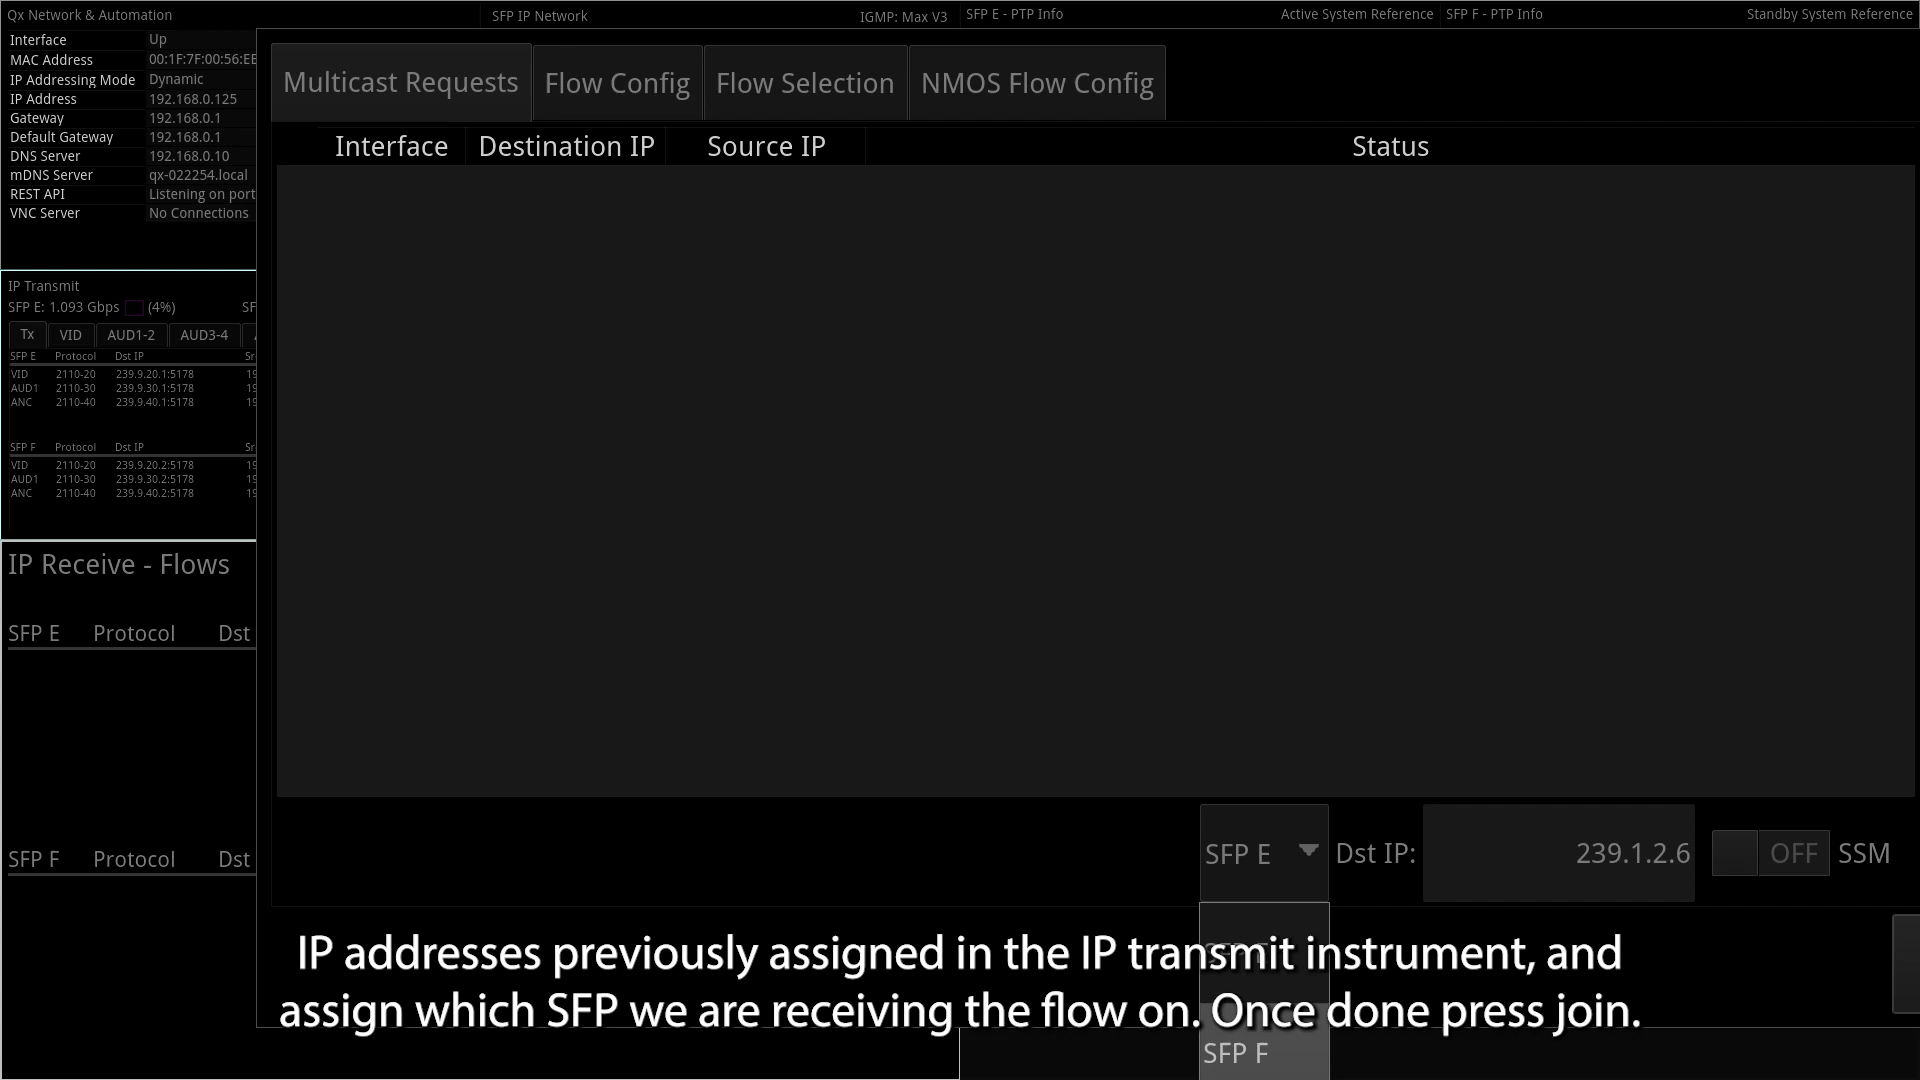 Qx Network & Automation
SFP IP Network
IGMP: Max V3
SFP E - PTP Info
Active System Reference
SFP F - PTP Info
Standby System Reference
Interface Up
MAC Address 00:1F:7F:00:56:EE
IP Addressing Mode Dynamic
IP Address 192.168.0.125
Gateway 192.168.0.1
Default Gateway 192.168.0.1
DNS Server 192.168.0.10
mDNS Server qx-022254.local
REST API Listening on port
VNC Server No Connections
Multicast Requests Flow Config Flow Selection NMOS Flow Config
Interface Destination IP Source IP Status
IP Transmit
SFP E: 1.093 Gbps (4%) SF
Tx VID AUD1-2 AUD3-4
SFP E Protocol Dst IP Sr
VID 2110-20 239.9.20.1:5178 19
AUD1 2110-30 239.9.30.1:5178 19
ANC 2110-40 239.9.40.1:5178 19
SFP F Protocol Dst IP Sr
VID 2110-20 239.9.20.2:5178 19
AUD1 2110-30 239.9.30.2:5178 19
ANC 2110-40 239.9.40.2:5178 19
IP Receive - Flows
SFP E Protocol Dst
SFP F Protocol Dst
SFP E Dst IP: 239.1.2.6 OFF SSM
IP addresses previously assigned in the IP transmit instrument, and
assign which SFP we are receiving the flow on. Once done press join.
SFP F